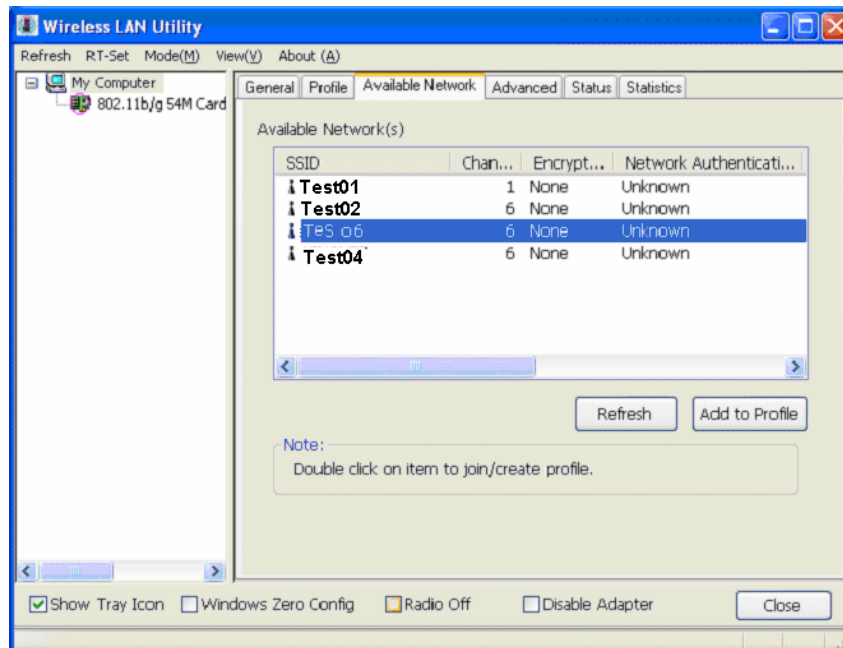 Wireless LAN Utility
Refresh RT-Set Mode(M) View(V) About (A)
My Computer
802.11b/g 54M Card
General Profile Available Network Advanced Status Statistics
Available Network(s)
SSID Chan... Encrypt... Network Authenticati...
Test01 1 None Unknown
Test02 6 None Unknown
TeS o6 6 None Unknown
Test04 6 None Unknown
Refresh Add to Profile
Note:
Double click on item to join/create profile.
Show Tray Icon Windows Zero Config Radio Off Disable Adapter Close